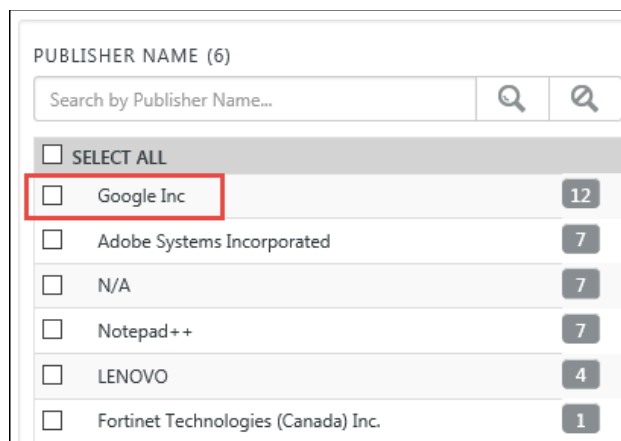 PUBLISHER NAME (6)
Search by Publisher Name...
SELECT ALL
Google Inc 12
Adobe Systems Incorporated 7
N/A 7
Notepad++ 7
LENOVO 4
Fortinet Technologies (Canada) Inc. 1